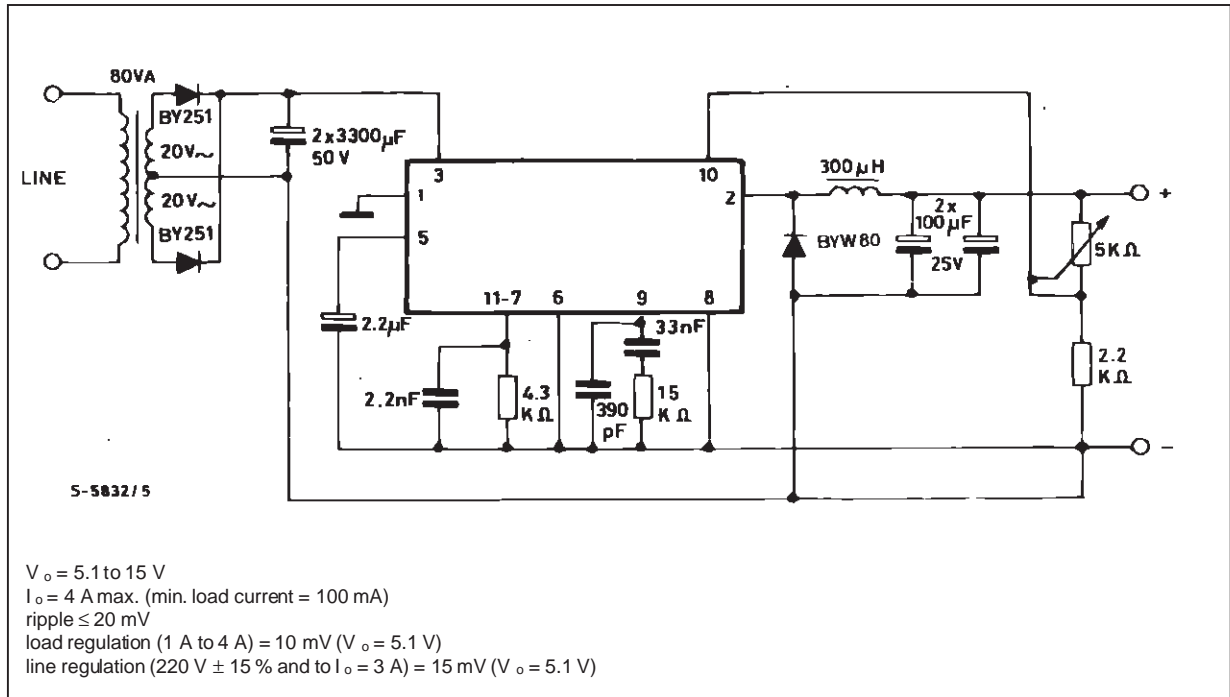 80VA
BY251
20V~
LINE
20V~
BY251
2x3300µF
50 V
3
10
1
2
5
11-7
6
9
8
300µH
2x
100µF
25V
BYW80
+
5KΩ
2.2µF
2.2nF
4.3
KΩ
390
pF
33nF
15
KΩ
2.2
KΩ
−
S-5832/5
V o = 5.1 to 15 V
I o = 4 A max. (min. load current = 100 mA)
ripple ≤ 20 mV
load regulation (1 A to 4 A) = 10 mV (V o = 5.1 V)
line regulation (220 V ± 15 % and to I o = 3 A) = 15 mV (V o = 5.1 V)